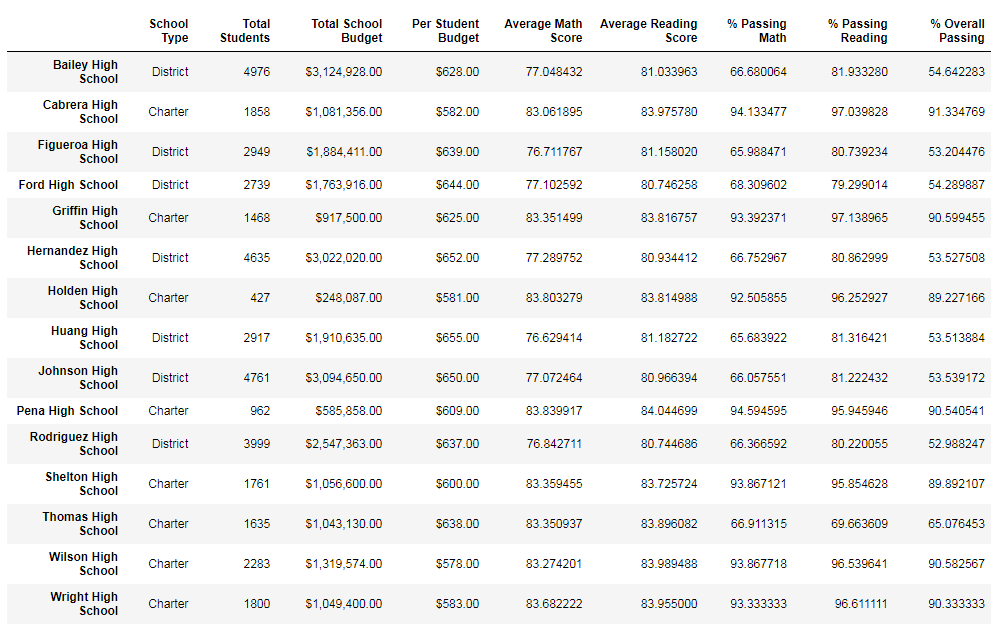 School Type Total Students Total School Budget Per Student Budget Average Math Score Average Reading Score % Passing Math % Passing Reading % Overall Passing
Bailey High School District 4976 $3,124,928.00 $628.00 77.048432 81.033963 66.680064 81.933280 54.642283
Cabrera High School Charter 1858 $1,081,356.00 $582.00 83.061895 83.975780 94.133477 97.039828 91.334769
Figueroa High School District 2949 $1,884,411.00 $639.00 76.711767 81.158020 65.988471 80.739234 53.204476
Ford High School District 2739 $1,763,916.00 $644.00 77.102592 80.746258 68.309602 79.299014 54.289887
Griffin High School Charter 1468 $917,500.00 $625.00 83.351499 83.816757 93.392371 97.138965 90.599455
Hernandez High School District 4635 $3,022,020.00 $652.00 77.289752 80.934412 66.752967 80.862999 53.527508
Holden High School Charter 427 $248,087.00 $581.00 83.803279 83.814988 92.505855 96.252927 89.227166
Huang High School District 2917 $1,910,635.00 $655.00 76.629414 81.182722 65.683922 81.316421 53.513884
Johnson High School District 4761 $3,094,650.00 $650.00 77.072464 80.966394 66.057551 81.222432 53.539172
Pena High School Charter 962 $585,858.00 $609.00 83.839917 84.044699 94.594595 95.945946 90.540541
Rodriguez High School District 3999 $2,547,363.00 $637.00 76.842711 80.744686 66.366592 80.220055 52.988247
Shelton High School Charter 1761 $1,056,600.00 $600.00 83.359455 83.725724 93.867121 95.854628 89.892107
Thomas High School Charter 1635 $1,043,130.00 $638.00 83.350937 83.896082 66.911315 69.663609 65.076453
Wilson High School Charter 2283 $1,319,574.00 $578.00 83.274201 83.989488 93.867718 96.539641 90.582567
Wright High School Charter 1800 $1,049,400.00 $583.00 83.682222 83.955000 93.333333 96.611111 90.333333